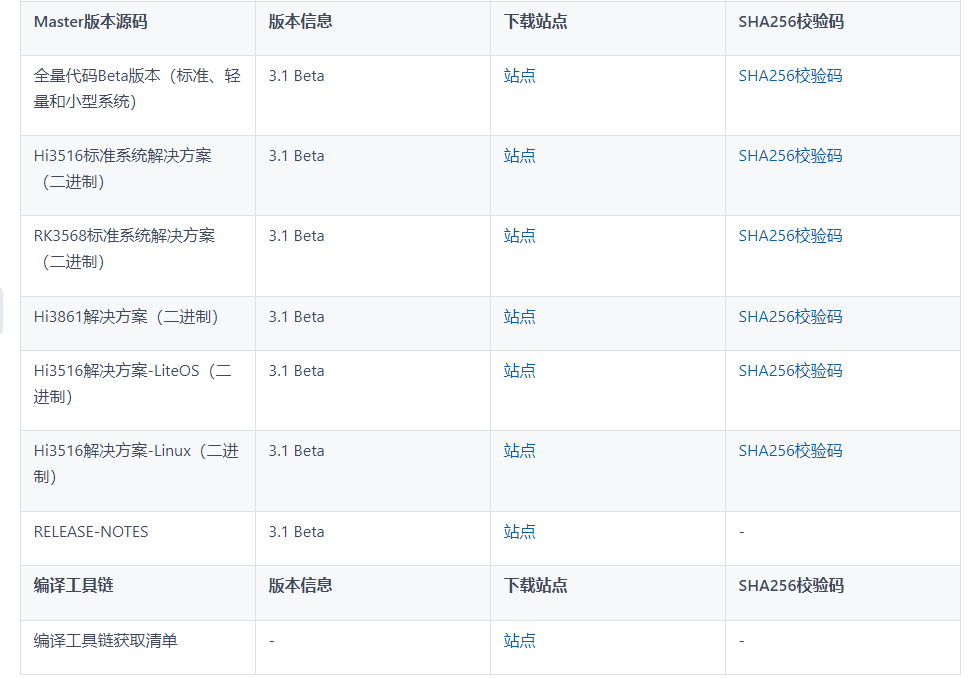 Master版本源码 版本信息 下载站点 SHA256校验码
全量代码Beta版本（标准、轻 3.1 Beta 站点 SHA256校验码
量和小型系统）
Hi3516标准系统解决方案 3.1 Beta 站点 SHA256校验码
（二进制）
RK3568标准系统解决方案 3.1 Beta 站点 SHA256校验码
（二进制）
Hi3861解决方案（二进制） 3.1 Beta 站点 SHA256校验码
Hi3516解决方案-LiteOS（二 3.1 Beta 站点 SHA256校验码
进制）
Hi3516解决方案-Linux（二进 3.1 Beta 站点 SHA256校验码
制）
RELEASE-NOTES 3.1 Beta 站点 -
编译工具链 版本信息 下载站点 SHA256校验码
编译工具链获取清单 - 站点 -